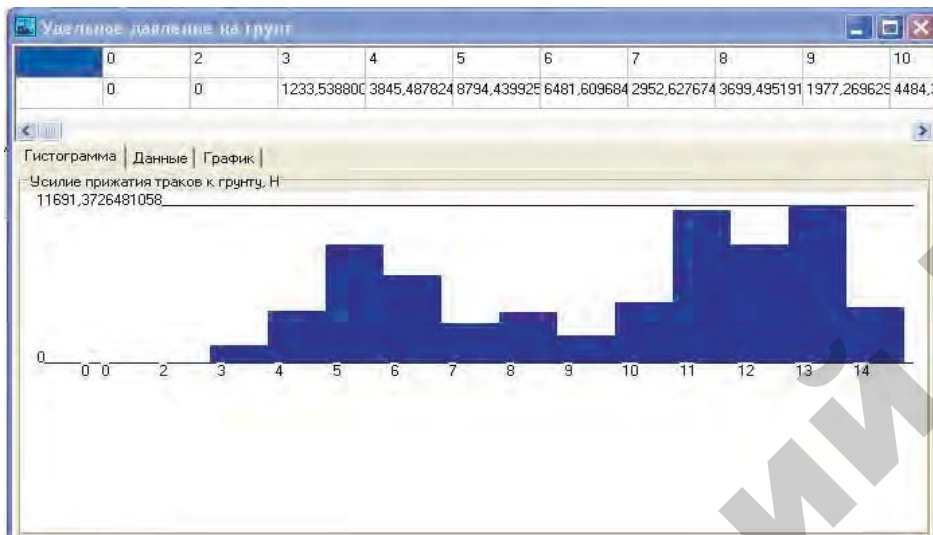 Удельное давление на грунт
0 2 3 4 5 6 7 8 9 10
0 0 1233,538800 3845,487824 8794,439925 6481,609684 2952,627674 3699,495191 1977,269629 4484,
Гистограмма Данные График
Усилие прижатия траков к грунту, Н
11691,3726481058
0
0 0 2 3 4 5 6 7 8 9 10 11 12 13 14
ИЙ